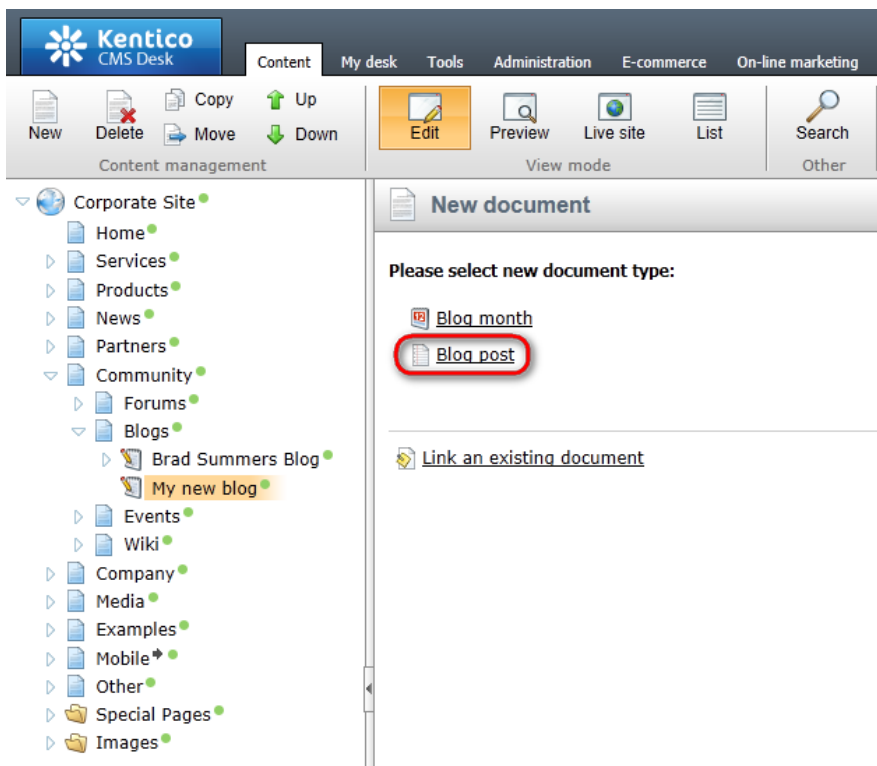 Kentico
CMS Desk
Content My desk Tools Administration E-commerce On-line marketing
New Delete Copy Move Up Down Edit Preview Live site List Search
Content management View mode Other
Corporate Site
Home
Services
Products
News
Partners
Community
Forums
Blogs
Brad Summers Blog
My new blog
Events
Wiki
Company
Media
Examples
Mobile
Other
Special Pages
Images
New document
Please select new document type:
Blog month
Blog post
Link an existing document